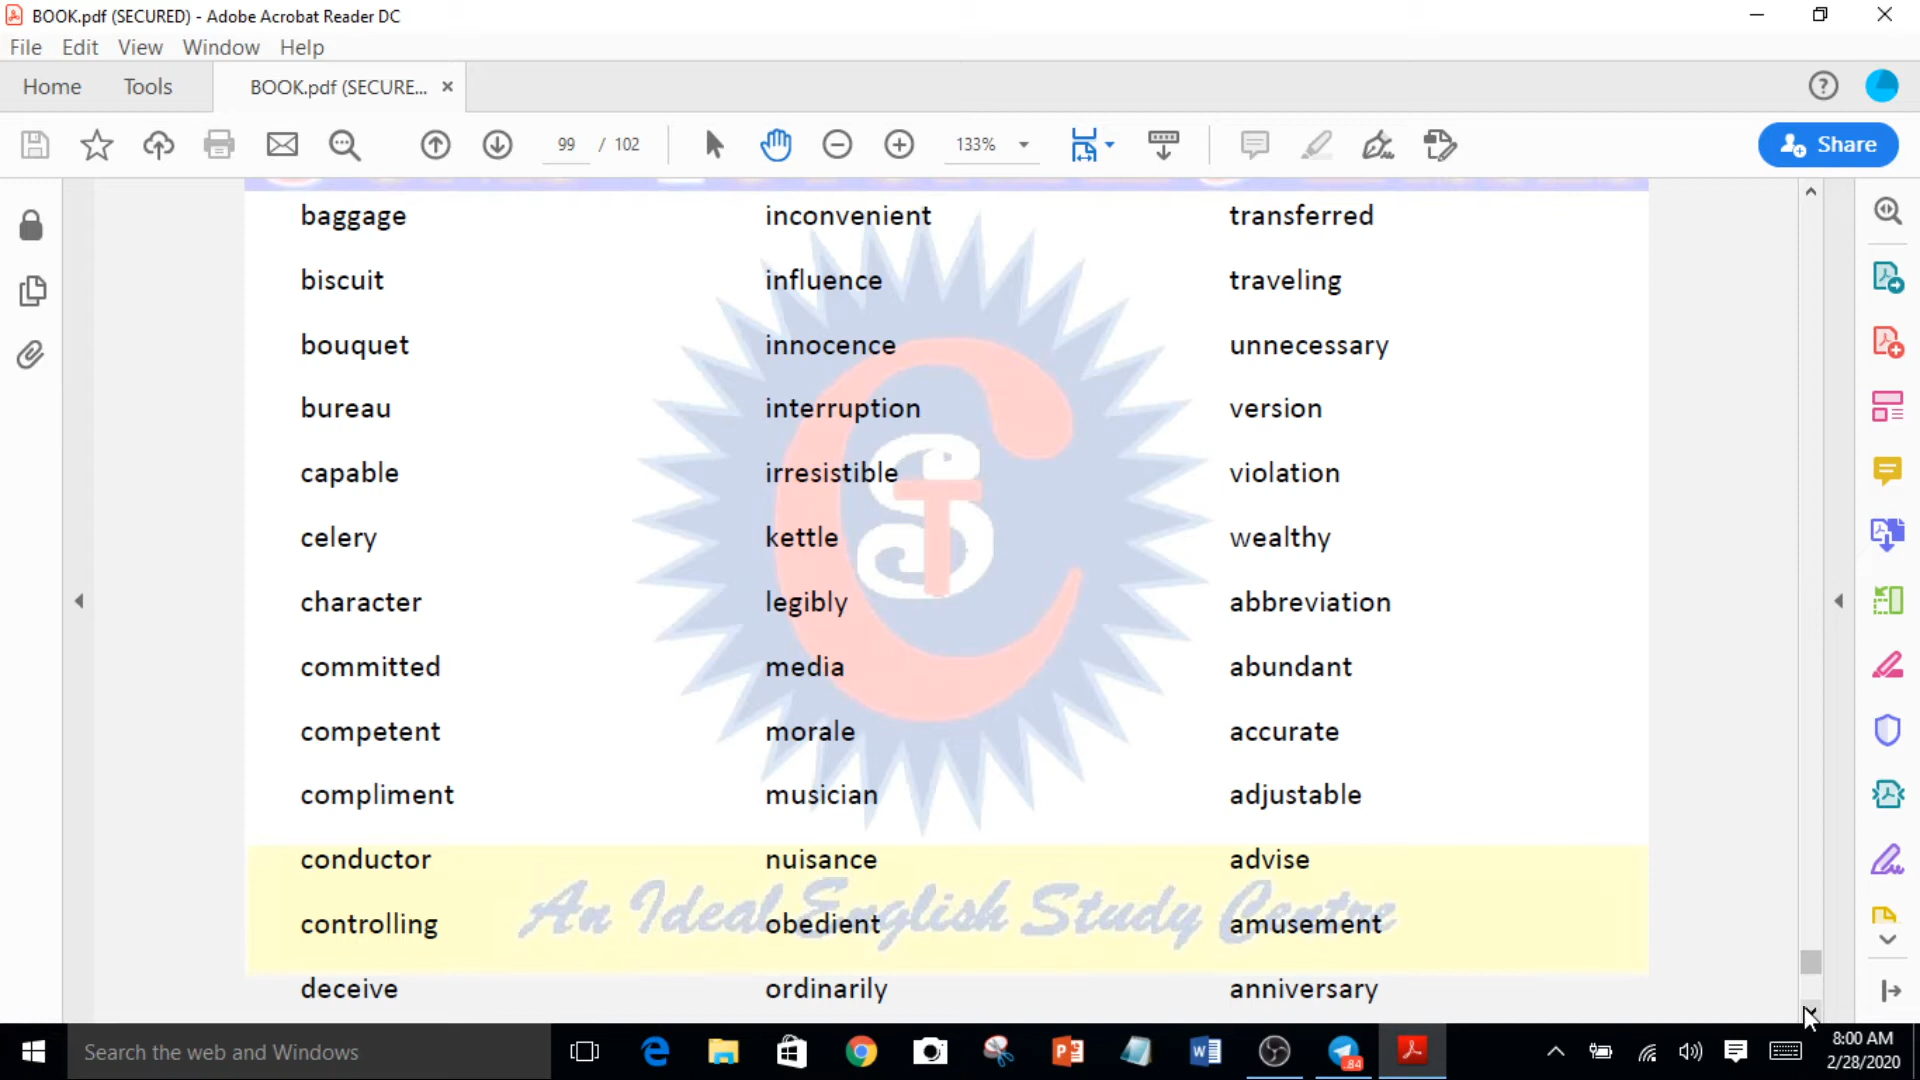 BOOK.pdf (SECURED) - Adobe Acrobat Reader DC
File Edit View Window Help
Home Tools BOOK.pdf (SECURE... ×
99 / 102 133% Share
baggage inconvenient transferred
biscuit influence traveling
bouquet innocence unnecessary
bureau interruption version
capable irresistible violation
celery kettle wealthy
character legibly abbreviation
committed media abundant
competent morale accurate
compliment musician adjustable
conductor nuisance advise
An Ideal English Study Centre
controlling obedient amusement
deceive ordinarily anniversary
CST
Search the web and Windows
84
8:00 AM
2/28/2020